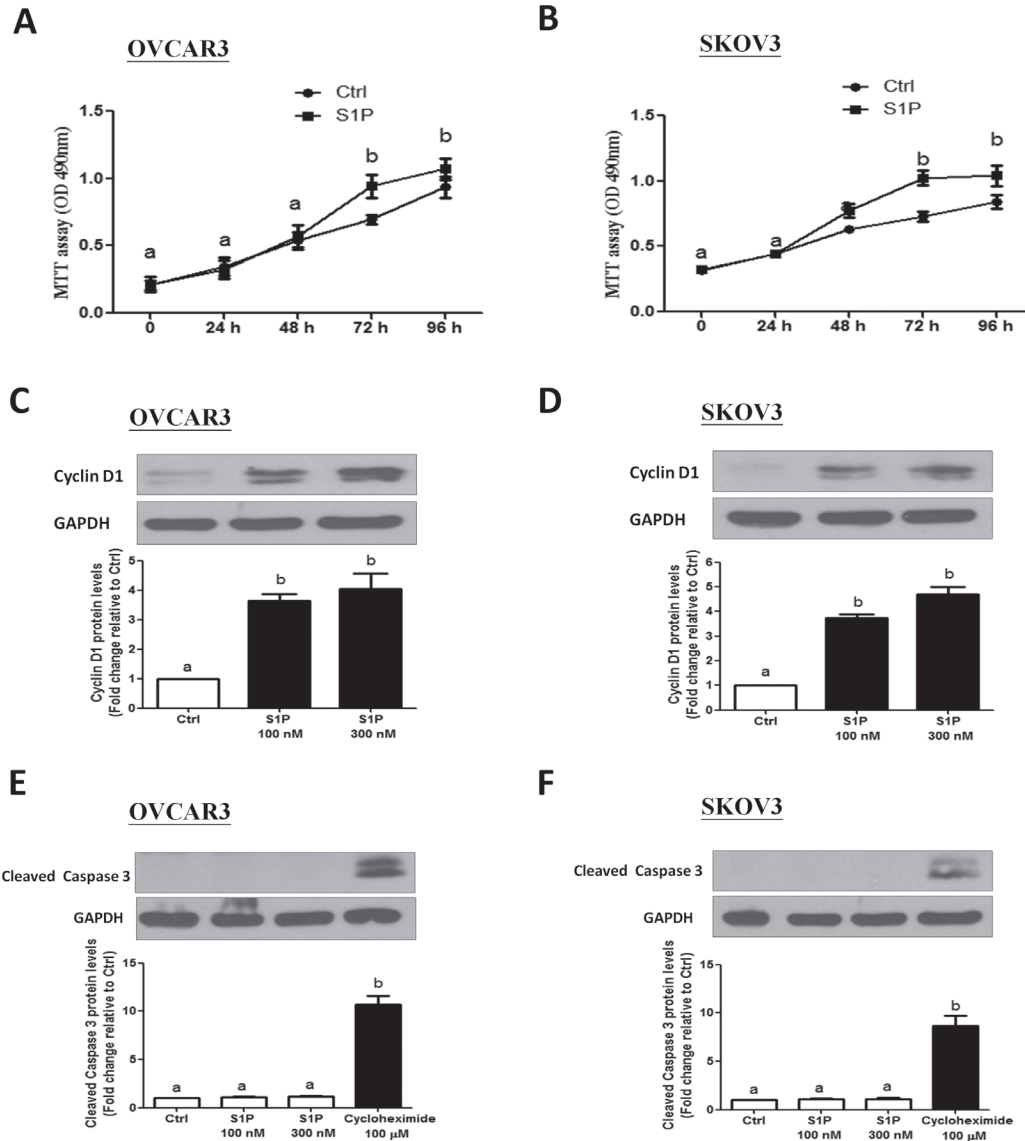 A
OVCAR3
Ctrl
S1P
MTT assay (OD 490nm)
1.5
1.0
0.5
0.0
a
a
a
b
b
0
24 h
48 h
72 h
96 h
B
SKOV3
Ctrl
S1P
MTT assay (OD 490nm)
1.5
1.0
0.5
0.0
a
a
b
b
b
0
24 h
48 h
72 h
96 h
C
OVCAR3
Cyclin D1
GAPDH
Cyclin D1 protein levels
(Fold change relative to Ctrl)
5
4
3
2
1
0
a
b
b
Ctrl
S1P
100 nM
S1P
300 nM
D
SKOV3
Cyclin D1
GAPDH
Cyclin D1 protein levels
(Fold change relative to Ctrl)
6
5
4
3
2
1
0
a
b
b
Ctrl
S1P
100 nM
S1P
300 nM
E
OVCAR3
Cleaved Caspase 3
GAPDH
Cleaved Caspase 3 protein levels
(Fold change relative to Ctrl)
15
10
5
0
a
a
a
b
Ctrl
S1P
100 nM
S1P
300 nM
Cycloheximide
100 µM
F
SKOV3
Cleaved Caspase 3
GAPDH
Cleaved Caspase 3 protein levels
(Fold change relative to Ctrl)
15
10
5
0
a
a
a
b
Ctrl
S1P
100 nM
S1P
300 nM
Cycloheximide
100 µM